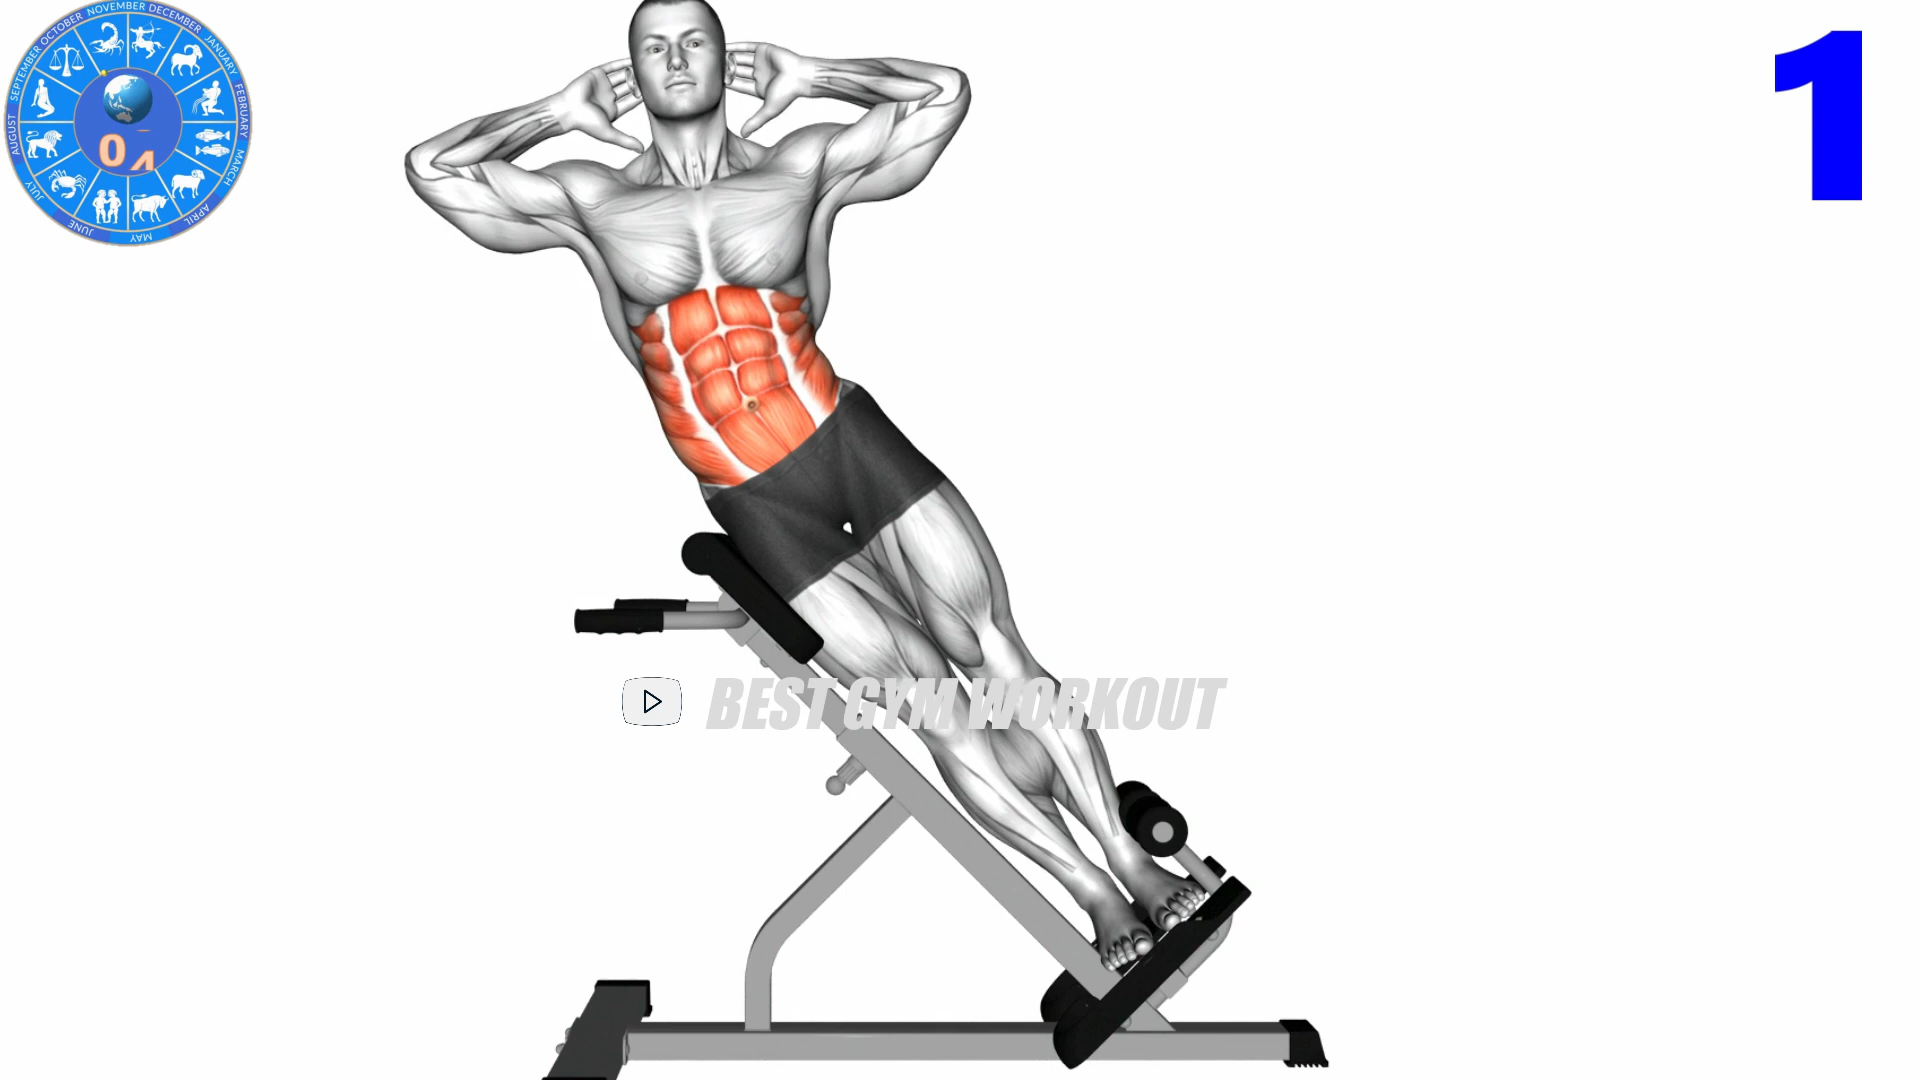 NOVEMBER
DECEMBER
JANUARY
FEBRUARY
MARCH
APRIL
MAY
JUNE
JULY
AUGUST
SEPTEMBER
OCTOBER
1
BEST GYM WORKOUT